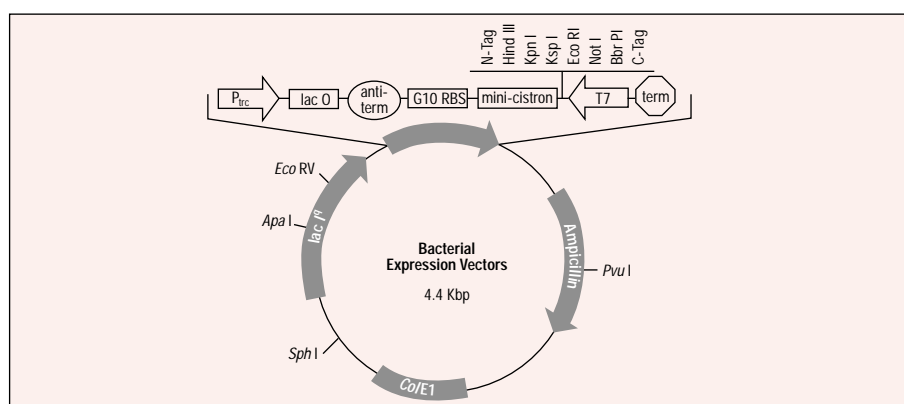 N-Tag
Hind III
Kpn I
Ksp I
Eco RI
Not I
Bbr PI
C-Tag
Ptrc
lac O
anti-
term
G10 RBS
mini-cistron
T7
term
Eco RV
Apa I
lac Iq
Sph I
ColE1
Bacterial
Expression Vectors
4.4 Kbp
Ampicillin
Pvu I